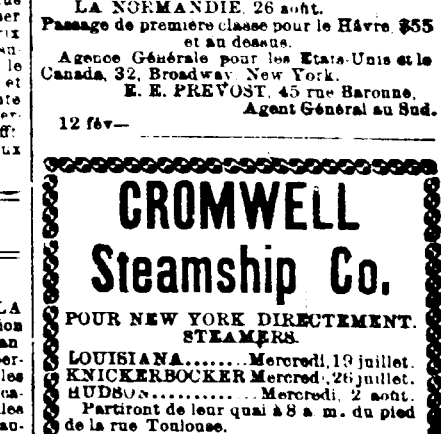 LA NORMANDIE, 26 août.
Passage de première classe pour le Hâvre, $55
et au dessus.
Agence Générale pour les Etats-Unis et le
Canada, 32, Broadway, New York.
E. E. PREVOST, 45 rue Baronne,
Agent Général au Sud.
12 fév—
CROMWELL
Steamship Co.
POUR NEW YORK DIRECTEMENT.
STEAMERS.
LOUISIANA........Mercredi, 19 juillet.
KNICKERBOCKER Mercredi, 26 juillet.
HUDSON..............Mercredi, 2 août.
Partiront de leur quai à 8 a. m. du pied
de la rue Toulouse.